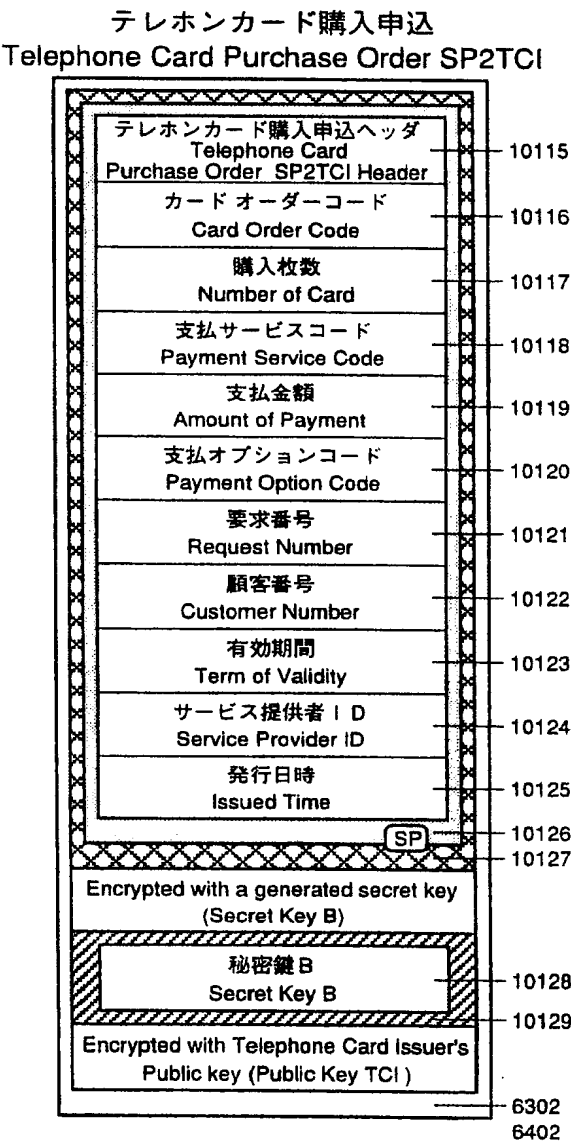 テレホンカード購入申込
Telephone Card Purchase Order SP2TCI
テレホンカード購入申込ヘッダ
Telephone Card
Purchase Order SP2TCI Header
10115
カード オーダーコード
Card Order Code
10116
購入枚数
Number of Card
10117
支払サービスコード
Payment Service Code
10118
支払金額
Amount of Payment
10119
支払オプションコード
Payment Option Code
10120
要求番号
Request Number
10121
顧客番号
Customer Number
10122
有効期間
Term of Validity
10123
サービス提供者ID
Service Provider ID
10124
発行日時
Issued Time
10125
SP
10126
10127
Encrypted with a generated secret key
(Secret Key B)
秘密鍵B
Secret Key B
10128
10129
Encrypted with Telephone Card Issuer's
Public key (Public Key TCI )
6302
6402